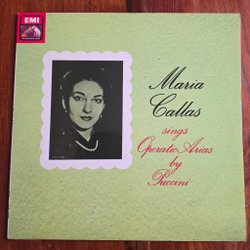 EMI
Maria
Callas
sings
Operatic Arias
by
Puccini